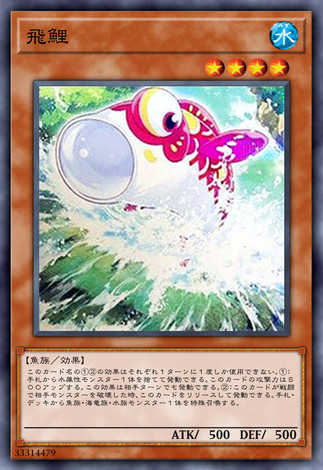 飛鯉
水
【魚族／効果】
このカード名の①②の効果はそれぞれ１ターンに１度しか使用できない。①：
手札から水属性モンスター１体を捨てて発動できる。このカードの攻撃力は５
００アップする。この効果は相手ターンでも発動できる。②：このカードが戦闘
で相手モンスターを破壊した時、このカードをリリースして発動できる。手札・
デッキから魚族・海竜族・水族モンスター１体を特殊召喚する。
ATK/ 500 DEF/ 500
33314479